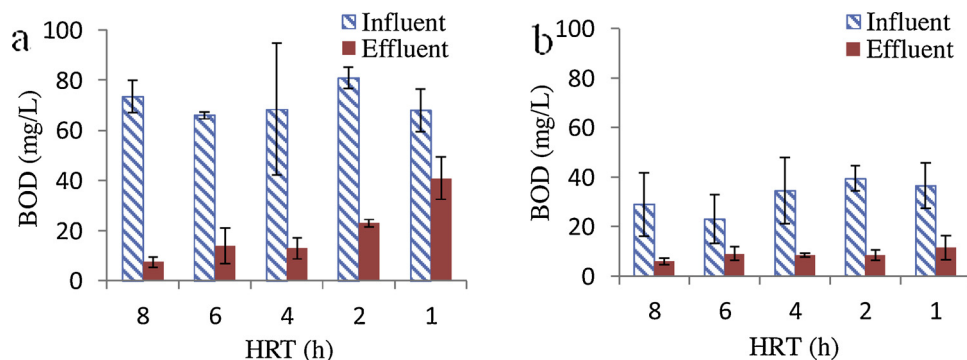 a
100
80
60
40
20
0
BOD (mg/L)
Influent
Effluent
8 6 4 2 1
HRT (h)
b
100
80
60
40
20
0
BOD (mg/L)
Influent
Effluent
8 6 4 2 1
HRT (h)